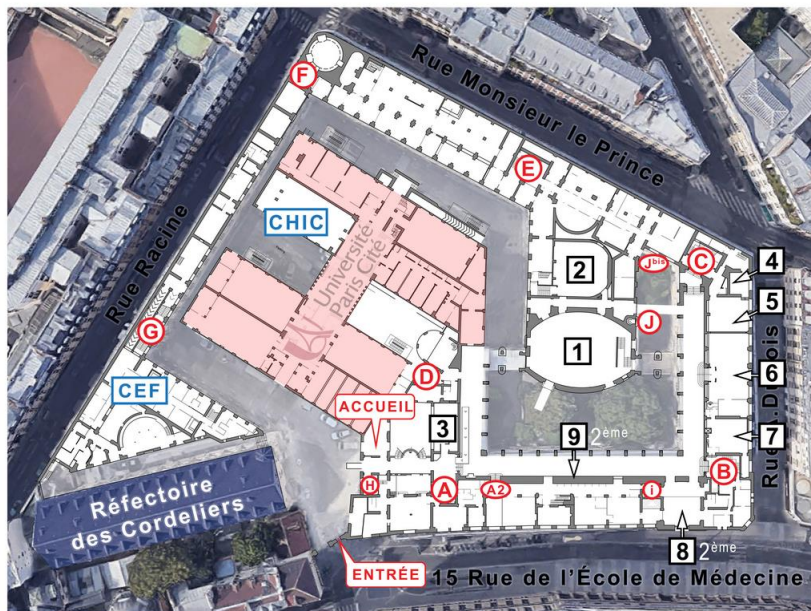 F
Rue Monsieur le Prince
E
CHIC
Université
Paris Cité
Rue Racine
2
J bis
C
4
5
G
1
J
6
CEF
D
ACCUEIL
3
7
Rue A.Dubois
9 2ème
B
H
A
A2
i
Réfectoire
des Cordeliers
8 2ème
ENTRÉE
15 Rue de l'École de Médecine